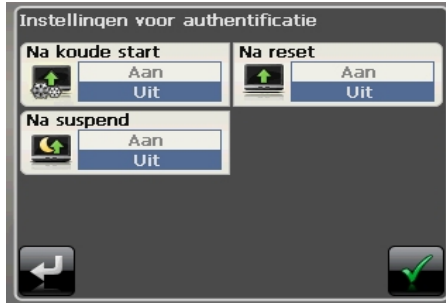 Instellingen voor authentificatie
Na koude start
Aan
Uit
Na reset
Aan
Uit
Na suspend
Aan
Uit